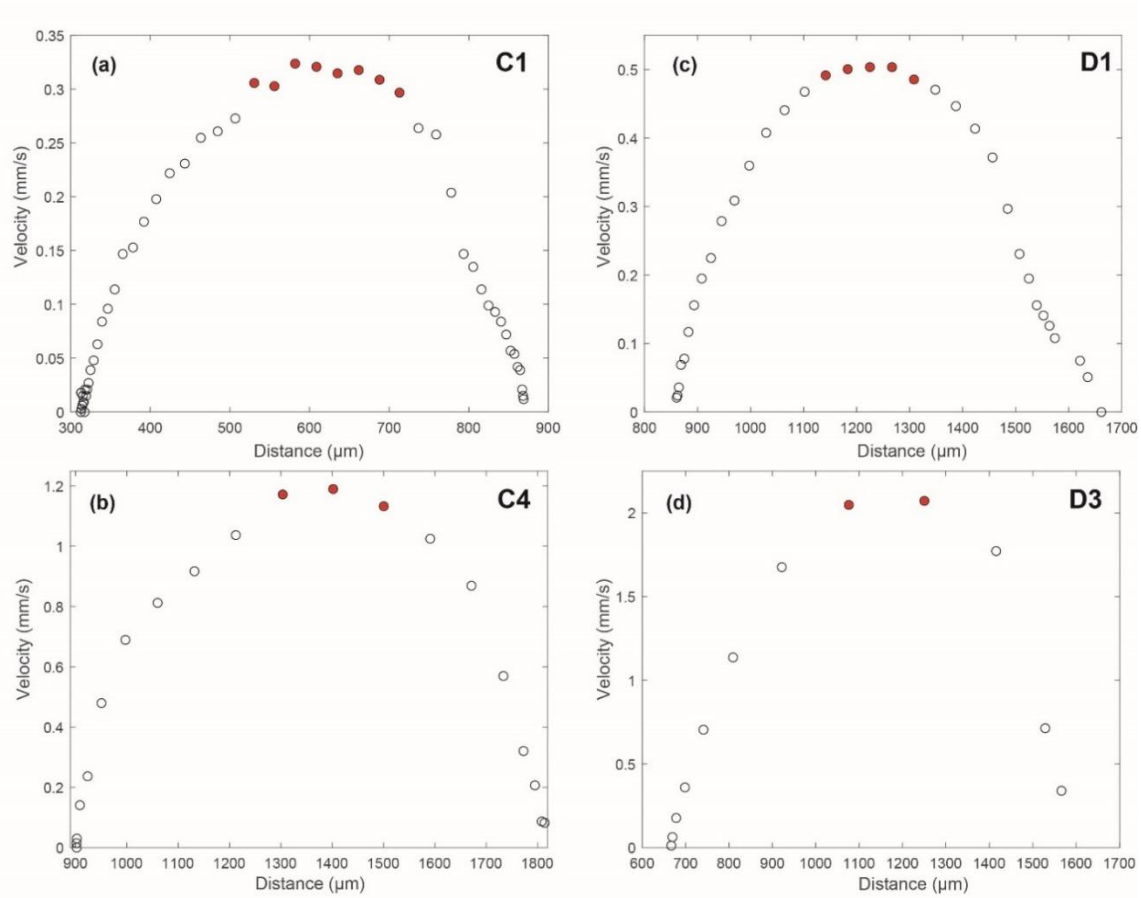 (a) C1
0.35
0.3
0.25
0.2
0.15
0.1
0.05
0
300 400 500 600 700 800 900
Velocity (mm/s)
Distance (µm)
(c) D1
0.5
0.4
0.3
0.2
0.1
0
800 900 1000 1100 1200 1300 1400 1500 1600 1700
Velocity (mm/s)
Distance (µm)
(b) C4
1.2
1
0.8
0.6
0.4
0.2
0
900 1000 1100 1200 1300 1400 1500 1600 1700 1800
Velocity (mm/s)
Distance (µm)
(d) D3
2
1.5
1
0.5
0
600 700 800 900 1000 1100 1200 1300 1400 1500 1600 1700
Velocity (mm/s)
Distance (µm)